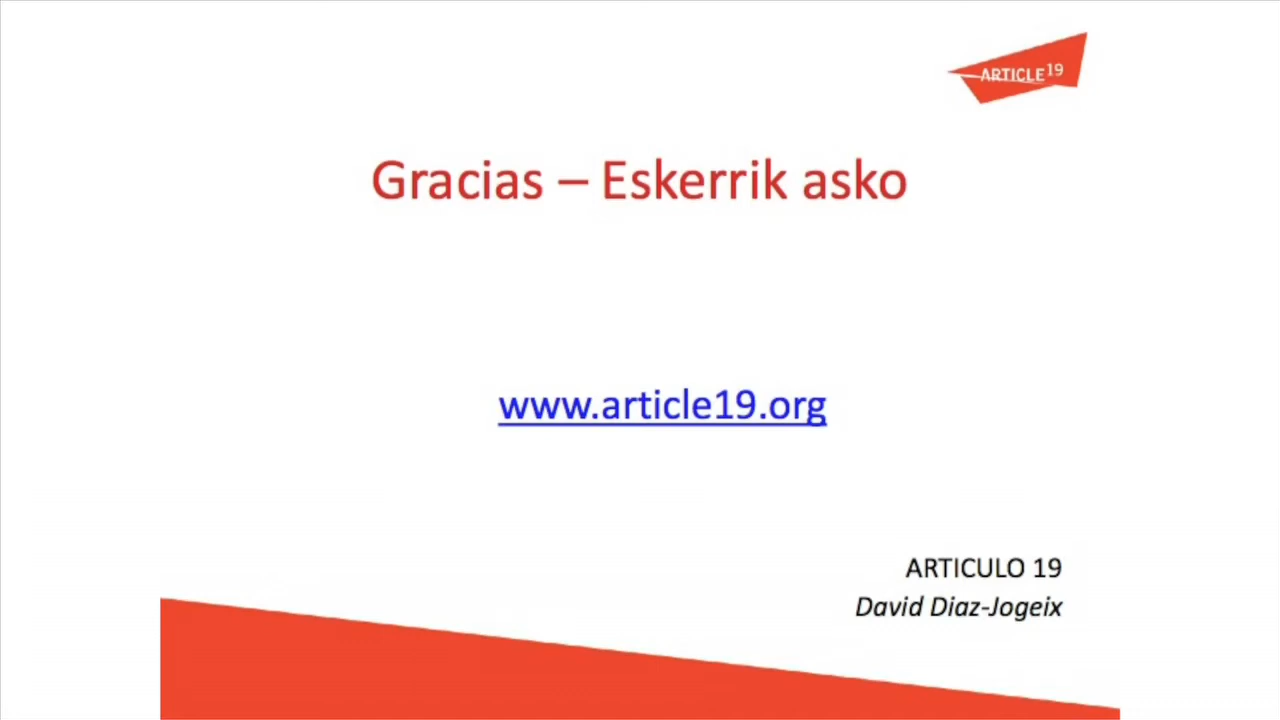 ARTICLE 19
Gracias – Eskerrik asko
www.article19.org
ARTICULO 19
David Diaz-Jogeix